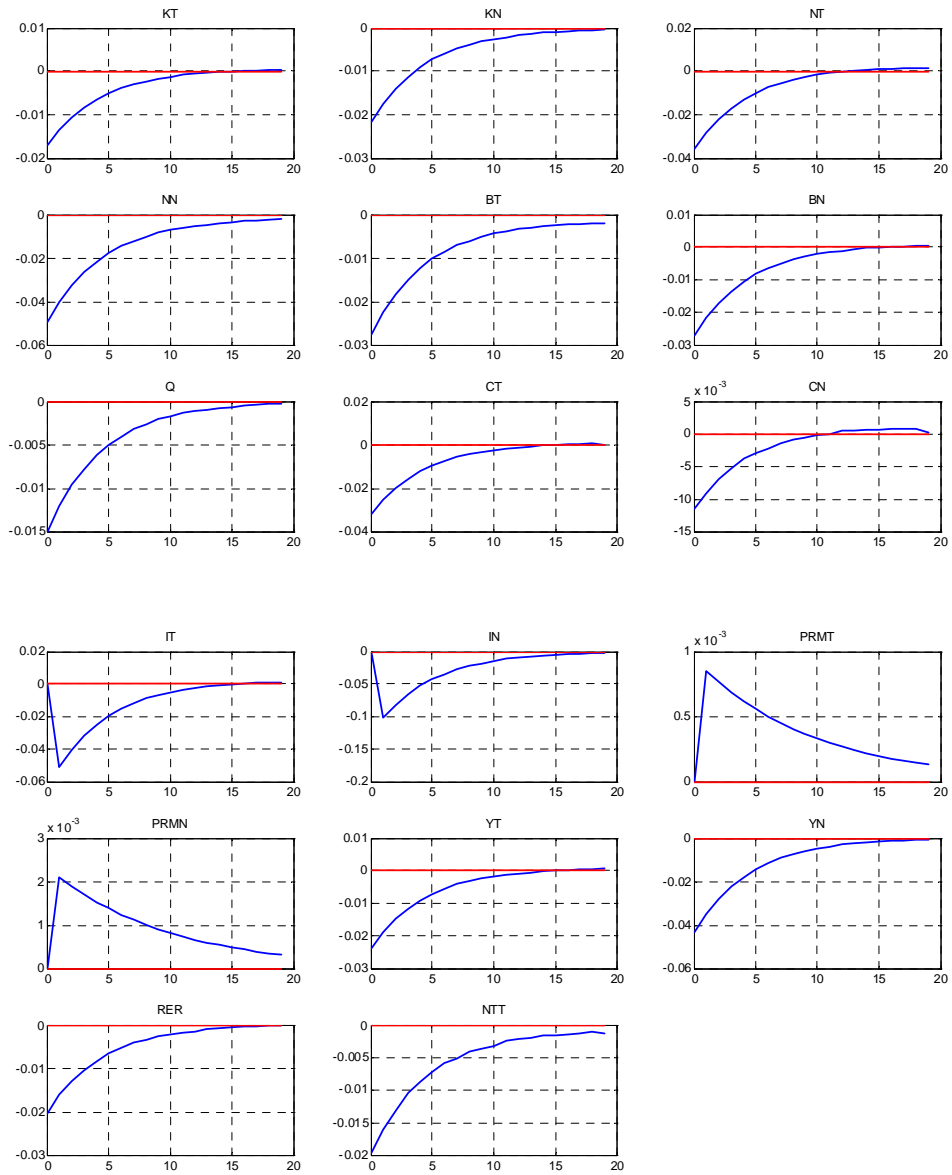 KT KN NT
0.01 0 0.02
0 -0.01 0
-0.01 -0.02 -0.02
-0.02 -0.03 -0.04
0 5 10 15 20 0 5 10 15 20 0 5 10 15 20
NN BT BN
0 0 0.01
-0.02 -0.01 0
-0.04 -0.02 -0.01
-0.06 -0.03 -0.02
-0.03
0 5 10 15 20 0 5 10 15 20 0 5 10 15 20
Q CT CN
x 10⁻³
0 0.02 5
-0.005 0 0
-0.01 -0.02 -5
-0.015 -0.04 -10
-15
0 5 10 15 20 0 5 10 15 20 0 5 10 15 20
IT IN PRMT
x 10⁻³
0.02 0 1
0 -0.05 0.5
-0.02 -0.1 0
-0.04 -0.15
-0.06 -0.2
0 5 10 15 20 0 5 10 15 20 0 5 10 15 20
PRMN YT YN
x 10⁻³
3 0.01 0
2 0 -0.02
1 -0.01 -0.04
0 -0.02 -0.06
-0.03
0 5 10 15 20 0 5 10 15 20 0 5 10 15 20
RER NTT
0 0
-0.01 -0.005
-0.02 -0.01
-0.03 -0.015
-0.02
0 5 10 15 20 0 5 10 15 20